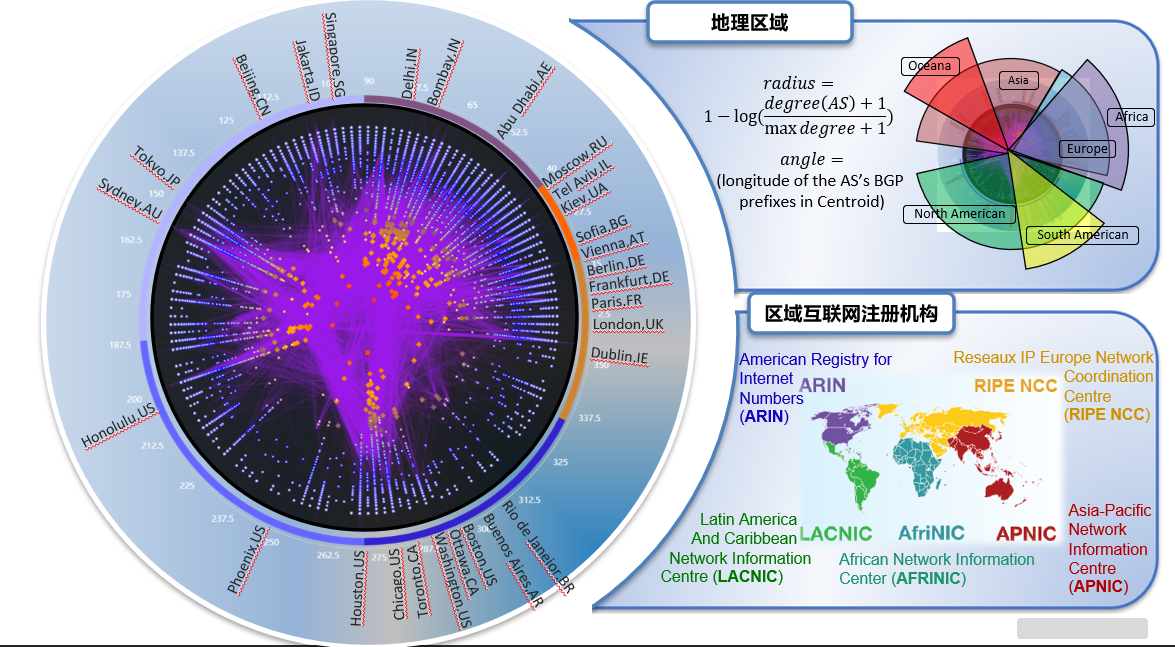 Singapore,SG
Jakarta,ID
Beijing,CN
Delhi,IN
Bombay,IN
Abu Dhabi,AE
Tokyo,JP
Sydney,AU
Moscow,RU
Tel Aviv,IL
Kiev,UA
Sofia,BG
Vienna,AT
Berlin,DE
Frankfurt,DE
Paris,FR
London,UK
Dublin,IE
Honolulu,US
Phoenix,US
Houston,US
Chicago,US
Toronto,CA
Washington,US
Ottawa,CA
Boston,US
Buenos Aires,AR
Rio de Janeior,BR
90
65
52.5
40
125
137.5
150
162.5
175
187.5
200
212.5
225
237.5
250
262.5
275
300
312.5
325
337.5
350
地理区域
radius =
1 − log(degree(AS) + 1
max degree + 1)
angle =
(longitude of the AS's BGP
prefixes in Centroid)
Oceana
Asia
Africa
Europe
North American
South American
区域互联网注册机构
American Registry for
Internet
Numbers
(ARIN)
ARIN
Reseaux IP Europe Network
Coordination
Centre
(RIPE NCC)
RIPE NCC
Latin America
And Caribbean
Network Information
Centre (LACNIC)
LACNIC
AfriNIC
African Network Information
Center (AFRINIC)
APNIC
Asia-Pacific
Network
Information
Centre
(APNIC)